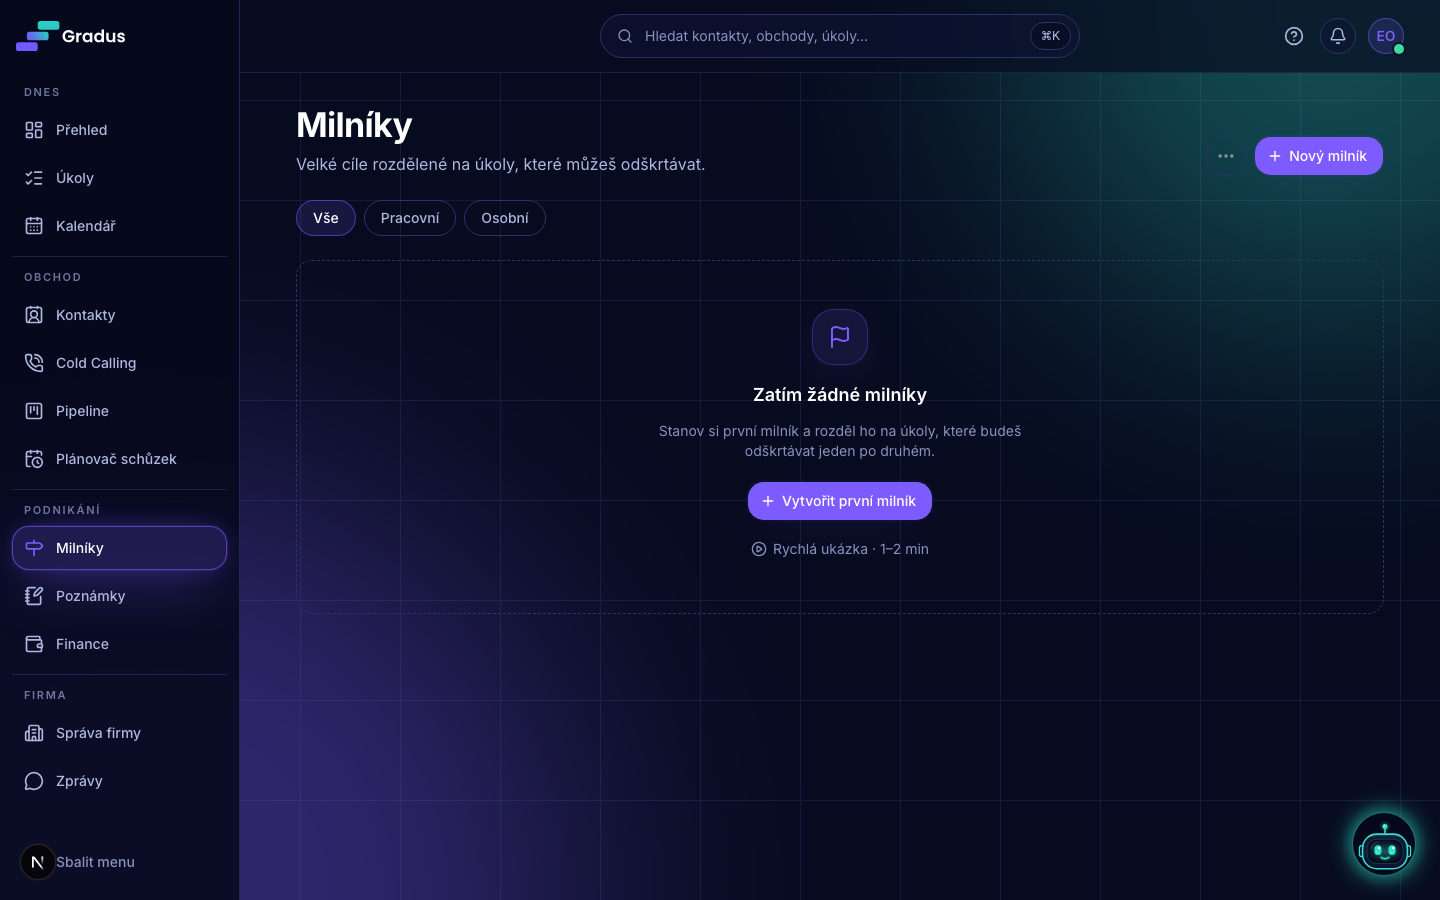 Gradus
Hledat kontakty, obchody, úkoly...
⌘K
EO
DNES
Přehled
Úkoly
Kalendář
OBCHOD
Kontakty
Cold Calling
Pipeline
Plánovač schůzek
PODNIKÁNÍ
Milníky
Poznámky
Finance
FIRMA
Správa firmy
Zprávy
N
Sbalit menu
Milníky
Velké cíle rozdělené na úkoly, které můžeš odškrtávat.
Nový milník
Vše
Pracovní
Osobní
Zatím žádné milníky
Stanov si první milník a rozděl ho na úkoly, které budeš
odškrtávat jeden po druhém.
Vytvořit první milník
Rychlá ukázka · 1–2 min